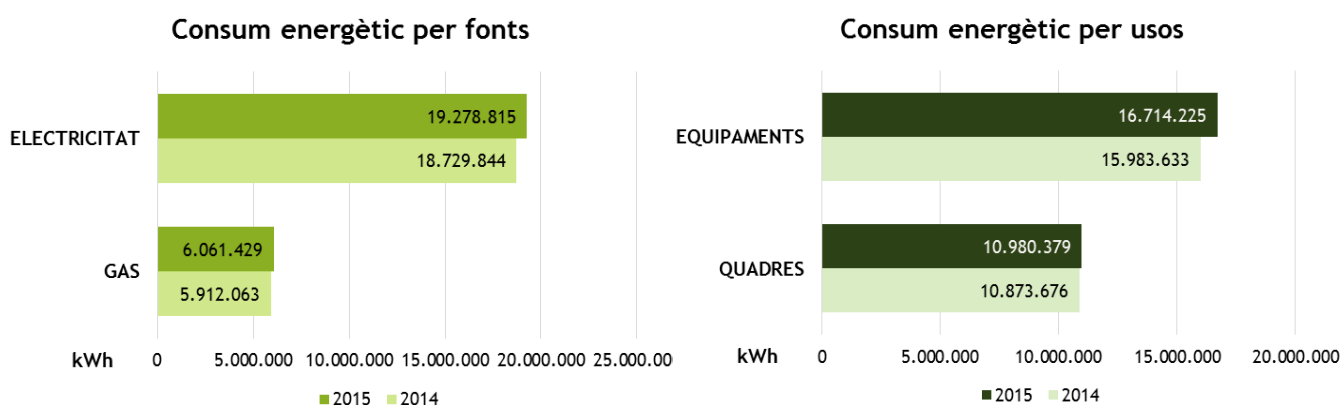 Consum energètic per fonts
ELECTRICITAT
19.278.815
18.729.844
GAS
6.061.429
5.912.063
kWh
0 5.000.000 10.000.000 15.000.000 20.000.000 25.000.00
2015 2014
Consum energètic per usos
EQUIPAMENTS
16.714.225
15.983.633
QUADRES
10.980.379
10.873.676
kWh
0 5.000.000 10.000.000 15.000.000 20.000.000
2015 2014